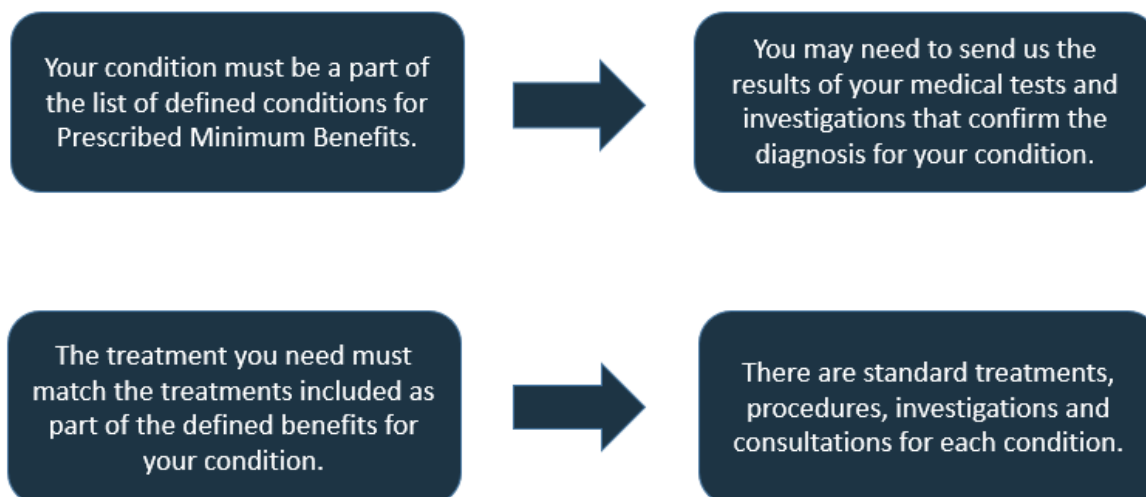 Your condition must be a part of
the list of defined conditions for
Prescribed Minimum Benefits.
You may need to send us the
results of your medical tests and
investigations that confirm the
diagnosis for your condition.
The treatment you need must
match the treatments included as
part of the defined benefits for
your condition.
There are standard treatments,
procedures, investigations and
consultations for each condition.